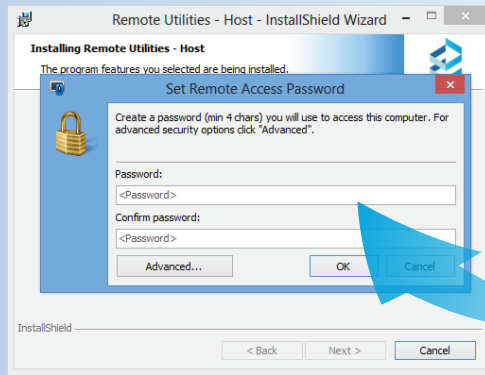 Remote Utilities - Host - InstallShield Wizard
Installing Remote Utilities - Host
The program features you selected are being installed.
Set Remote Access Password
Create a password (min 4 chars) you will use to access this computer. For
advanced security options click "Advanced".
Password:
<Password>
Confirm password:
<Password>
Advanced...
OK
Cancel
InstallShield
< Back
Next >
Cancel